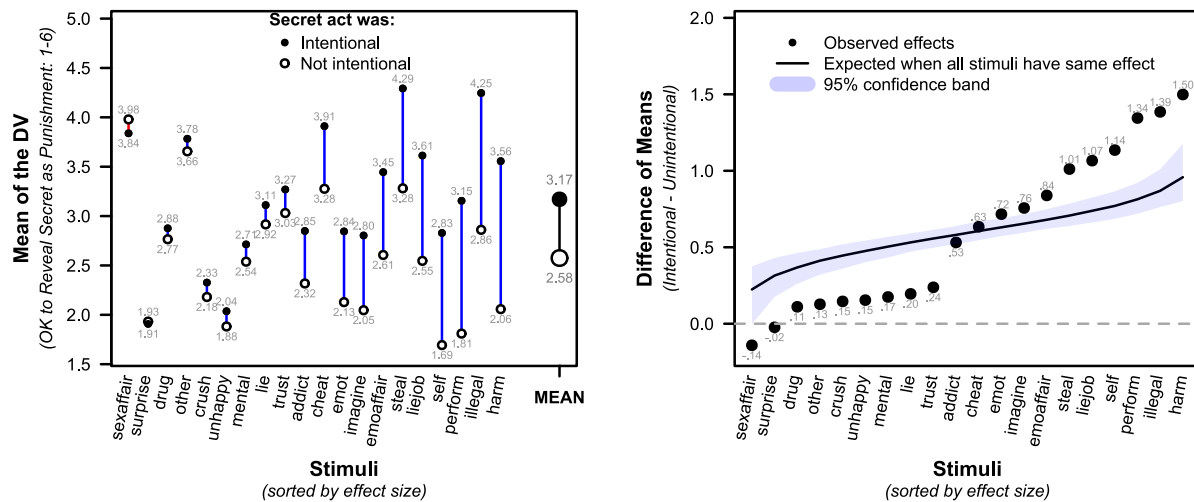 Secret act was:
Intentional
Not intentional
Mean of the DV
(OK to Reveal Secret as Punishment: 1-6)
5.0
4.5
4.0
3.5
3.0
2.5
2.0
1.5
3.98
3.84
1.93
1.91
2.88
2.77
3.78
3.66
2.33
2.18
2.04
1.88
2.71
2.54
3.11
2.92
3.27
3.03
2.85
2.32
3.91
3.28
2.84
2.13
2.80
2.05
3.45
2.61
4.29
3.28
3.61
2.55
2.83
1.69
3.15
1.81
4.25
2.86
3.56
2.06
3.17
2.58
sexaffair
surprise
drug
other
crush
unhappy
mental
lie
trust
addict
cheat
emot
imagine
emoaffair
steal
liejob
self
perform
illegal
harm
MEAN
Stimuli
(sorted by effect size)
Observed effects
Expected when all stimuli have same effect
95% confidence band
Difference of Means
(Intentional - Unintentional)
2.0
1.5
1.0
0.5
0.0
-.14
-.02
.11
.13
.15
.15
.17
.20
.24
.53
.63
.72
.76
.84
1.01
1.07
1.14
1.34
1.39
1.50
sexaffair
surprise
drug
other
crush
unhappy
mental
lie
trust
addict
cheat
emot
imagine
emoaffair
steal
liejob
self
perform
illegal
harm
Stimuli
(sorted by effect size)